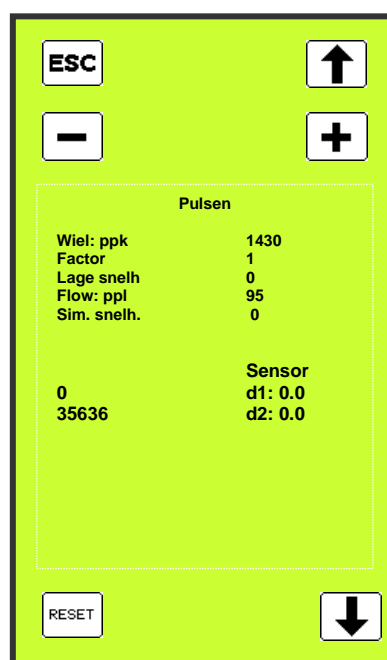 ESC
Pulsen
Wiel: ppk 1430
Factor 1
Lage snelh 0
Flow: ppl 95
Sim. snelh. 0
Sensor
0 d1: 0.0
35636 d2: 0.0
RESET